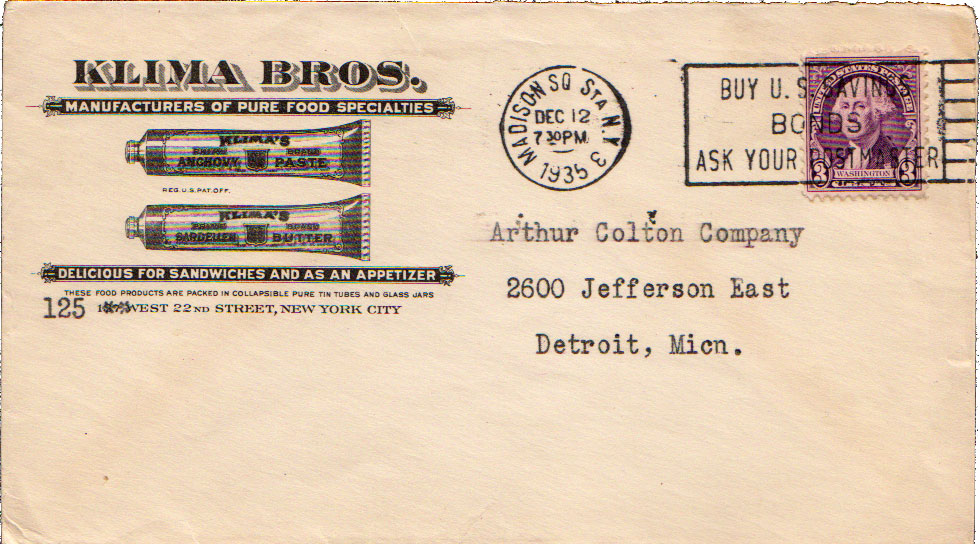 KLIMA BROS.
MANUFACTURERS OF PURE FOOD SPECIALTIES
KLIMA'S
BRAND
ANCHOVY PASTE
REG.U.S.PAT.OFF.
KLIMA'S
BRAND
SARDELLEN BUTTER
DELICIOUS FOR SANDWICHES AND AS AN APPETIZER
THESE FOOD PRODUCTS ARE PACKED IN COLLAPSIBLE PURE TIN TUBES AND GLASS JARS
125 WEST 22ND STREET, NEW YORK CITY
MADISON SQ STA. N.Y.
DEC 12
7 30PM
1935
3
BUY U.S. SAVINGS
BONDS
ASK YOUR POSTMASTER
UNITED STATES POSTAGE
3 WASHINGTON 3
Arthur Colton Company
2600 Jefferson East
Detroit, Micn.